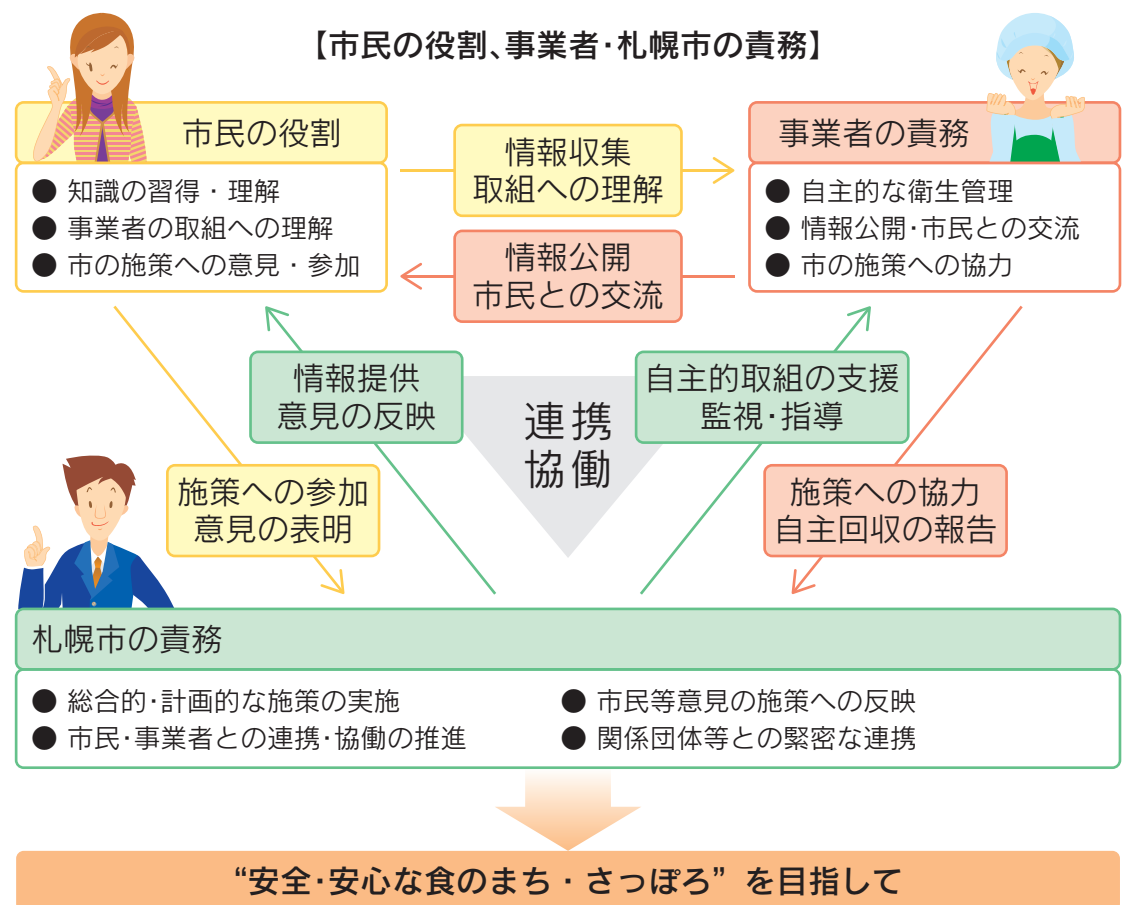 【市民の役割、事業者・札幌市の責務】
市民の役割
● 知識の習得・理解
● 事業者の取組への理解
● 市の施策への意見・参加
情報収集
取組への理解
情報公開
市民との交流
事業者の責務
● 自主的な衛生管理
● 情報公開・市民との交流
● 市の施策への協力
情報提供
意見の反映
連携
協働
自主的取組の支援
監視・指導
施策への参加
意見の表明
施策への協力
自主回収の報告
札幌市の責務
● 総合的・計画的な施策の実施
● 市民・事業者との連携・協働の推進
● 市民等意見の施策への反映
● 関係団体等との緊密な連携
“安全・安心な食のまち・さっぽろ”を目指して